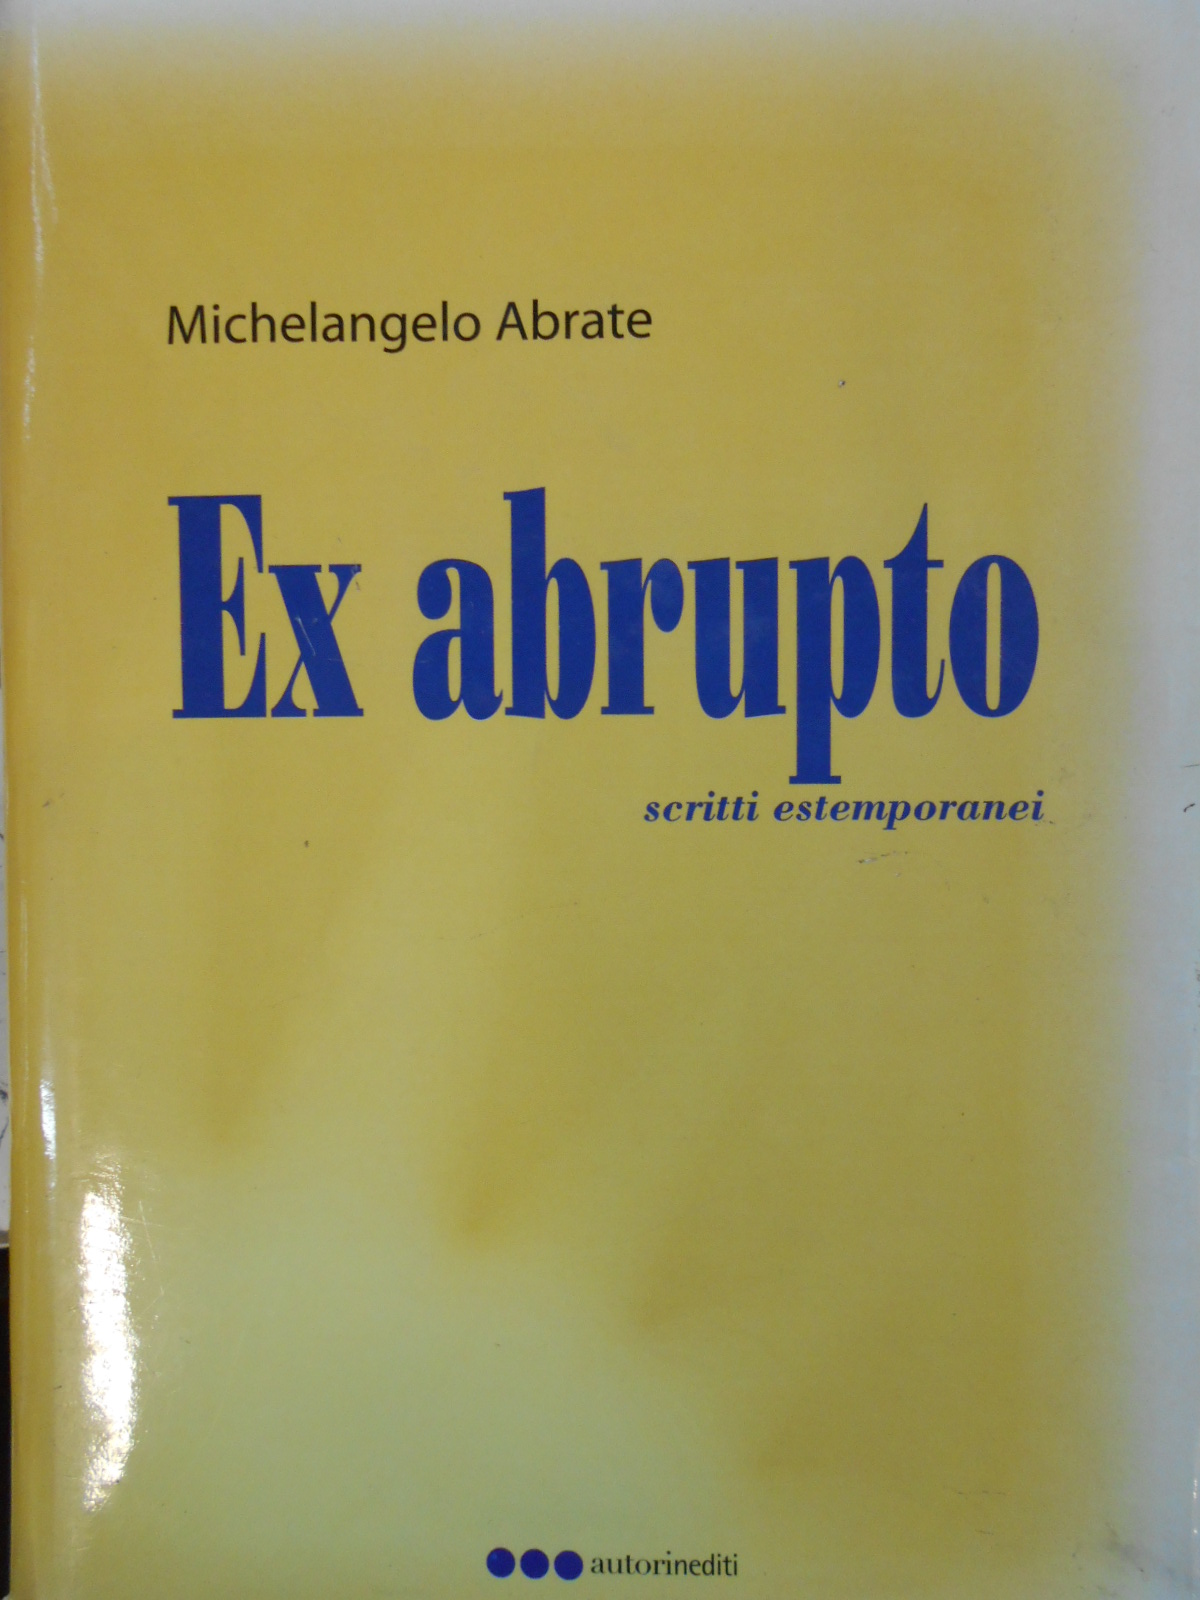 Michelangelo Abrate
Ex abrupto
scritti estemporanei
autorinediti